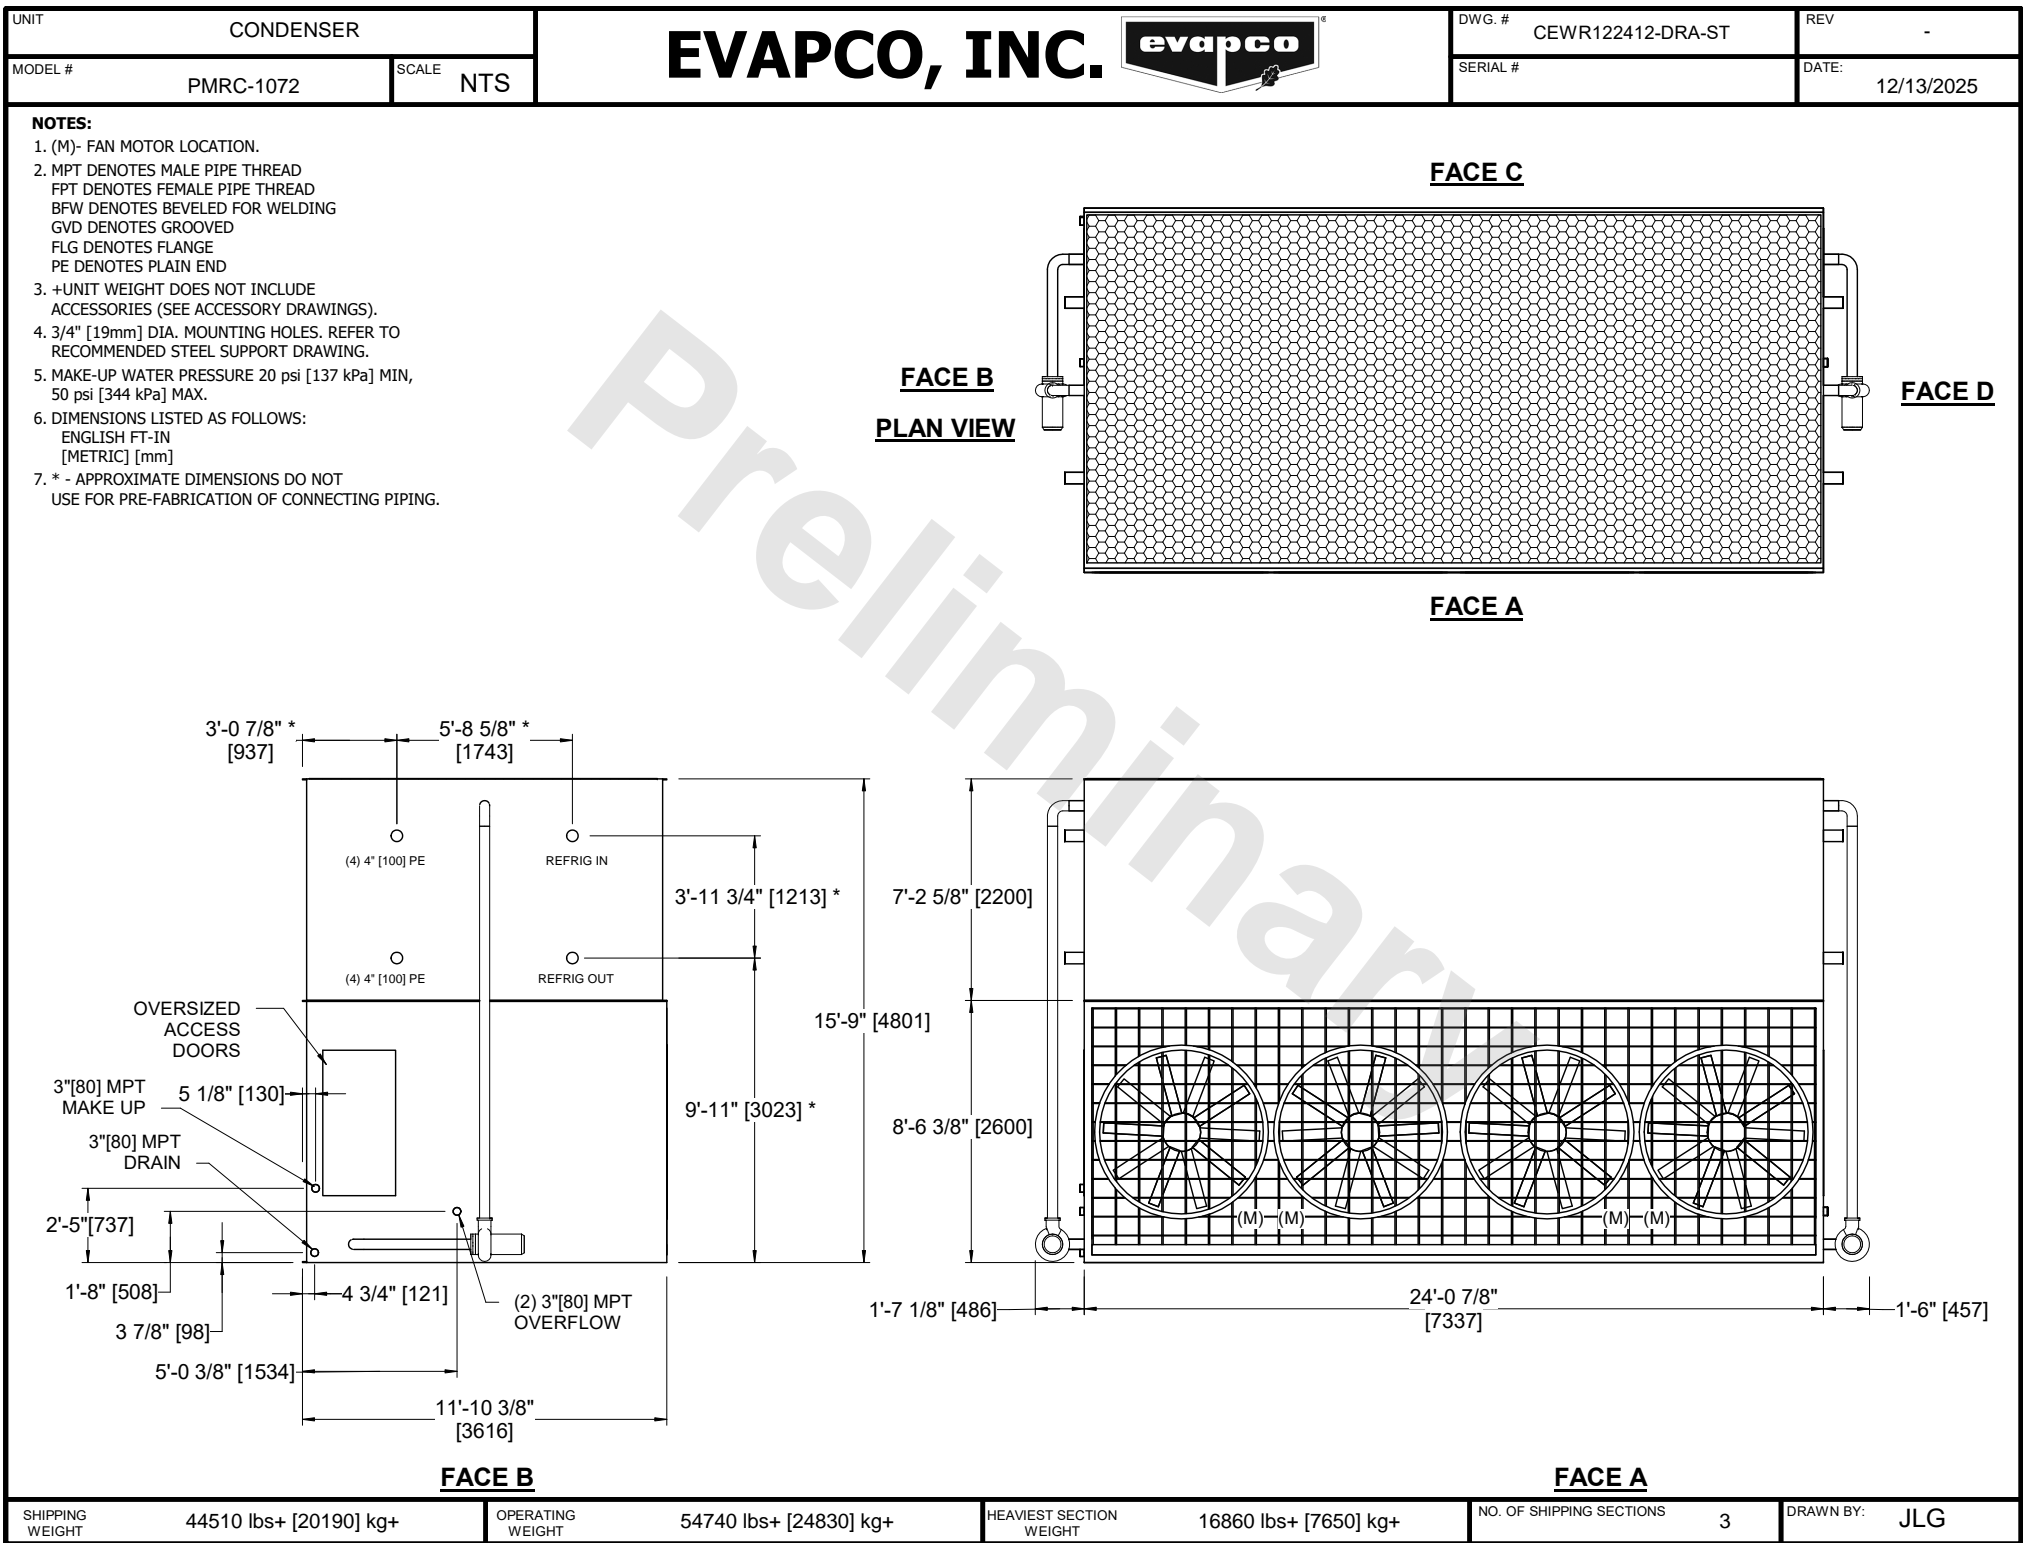 UNIT
CONDENSER
MODEL #
PMRC-1072
SCALE
NTS
EVAPCO, INC.
evapco
®
DWG. #
CEWR122412-DRA-ST
REV
-
SERIAL #
DATE:
12/13/2025
NOTES:
1. (M)- FAN MOTOR LOCATION.
2. MPT DENOTES MALE PIPE THREAD
FPT DENOTES FEMALE PIPE THREAD
BFW DENOTES BEVELED FOR WELDING
GVD DENOTES GROOVED
FLG DENOTES FLANGE
PE DENOTES PLAIN END
3. +UNIT WEIGHT DOES NOT INCLUDE
ACCESSORIES (SEE ACCESSORY DRAWINGS).
4. 3/4" [19mm] DIA. MOUNTING HOLES. REFER TO
RECOMMENDED STEEL SUPPORT DRAWING.
5. MAKE-UP WATER PRESSURE 20 psi [137 kPa] MIN,
50 psi [344 kPa] MAX.
6. DIMENSIONS LISTED AS FOLLOWS:
ENGLISH FT-IN
[METRIC] [mm]
7. * - APPROXIMATE DIMENSIONS DO NOT
USE FOR PRE-FABRICATION OF CONNECTING PIPING.
Preliminary
FACE C
FACE B
PLAN VIEW
FACE D
FACE A
3'-0 7/8" *
[937]
5'-8 5/8" *
[1743]
(4) 4" [100] PE
REFRIG IN
3'-11 3/4" [1213] *
(4) 4" [100] PE
REFRIG OUT
OVERSIZED
ACCESS
DOORS
15'-9" [4801]
3"[80] MPT
MAKE UP
5 1/8" [130]
9'-11" [3023] *
3"[80] MPT
DRAIN
2'-5"[737]
1'-8" [508]
4 3/4" [121]
(2) 3"[80] MPT
OVERFLOW
3 7/8" [98]
5'-0 3/8" [1534]
11'-10 3/8"
[3616]
FACE B
7'-2 5/8" [2200]
8'-6 3/8" [2600]
(M) (M) (M) (M)
1'-7 1/8" [486]
24'-0 7/8"
[7337]
1'-6" [457]
FACE A
SHIPPING
WEIGHT
44510 lbs+ [20190] kg+
OPERATING
WEIGHT
54740 lbs+ [24830] kg+
HEAVIEST SECTION
WEIGHT
16860 lbs+ [7650] kg+
NO. OF SHIPPING SECTIONS
3
DRAWN BY:
JLG